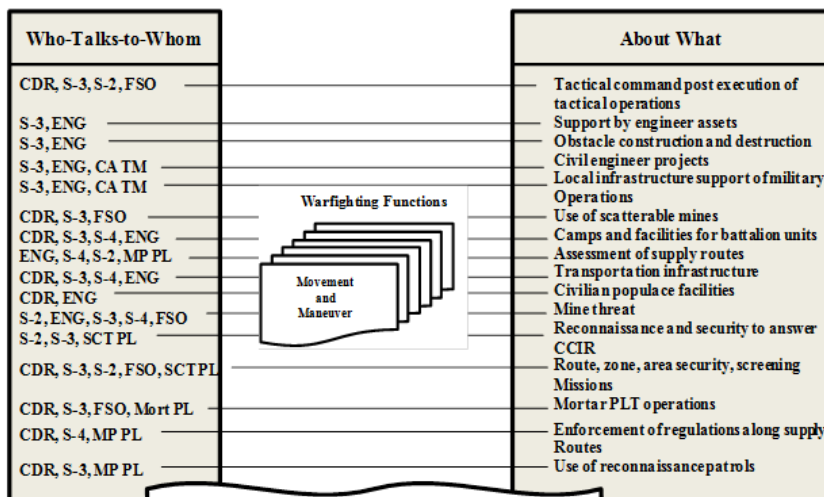 Who-Talks-to-Whom
CDR, S-3, S-2, FSO
S-3, ENG
S-3, ENG
S-3, ENG, CA TM
S-3, ENG, CA TM
CDR, S-3, FSO
CDR, S-3, S-4, ENG
ENG, S-4, S-2, MP PL
CDR, S-3, S-4, ENG
CDR, ENG
S-2, ENG, S-3, S-4, FSO
S-2, S-3, SCT PL
CDR, S-3, S-2, FSO, SCT PL
CDR, S-3, FSO, Mort PL
CDR, S-4, MP PL
CDR, S-3, MP PL
Warfighting Functions
Movement
and
Maneuver
About What
Tactical command post execution of
tactical operations
Support by engineer assets
Obstacle construction and destruction
Civil engineer projects
Local infrastructure support of military
Operations
Use of scatterable mines
Camps and facilities for battalion units
Assessment of supply routes
Transportation infrastructure
Civilian populace facilities
Mine threat
Reconnaissance and security to answer
CCIR
Route, zone, area security, screening
Missions
Mortar PLT operations
Enforcement of regulations along supply
Routes
Use of reconnaissance patrols